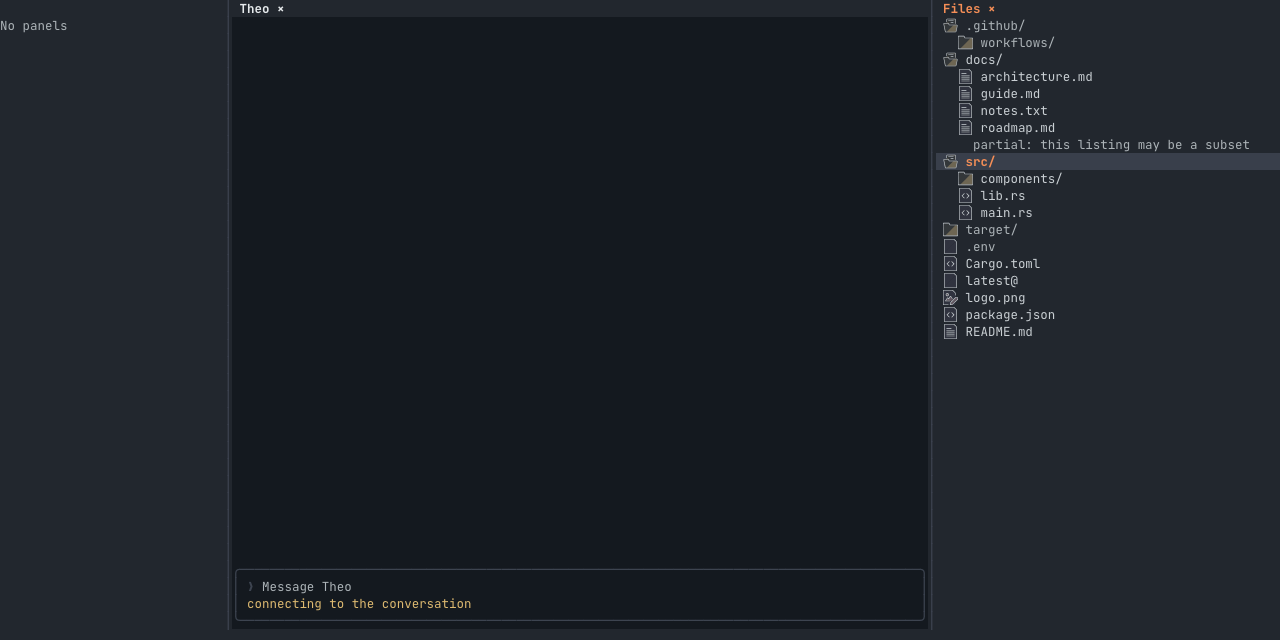 No panels
Theo ×
❯ Message Theo
connecting to the conversation
Files ×
.github/
workflows/
docs/
architecture.md
guide.md
notes.txt
roadmap.md
partial: this listing may be a subset
src/
components/
lib.rs
main.rs
target/
.env
Cargo.toml
latest@
logo.png
package.json
README.md